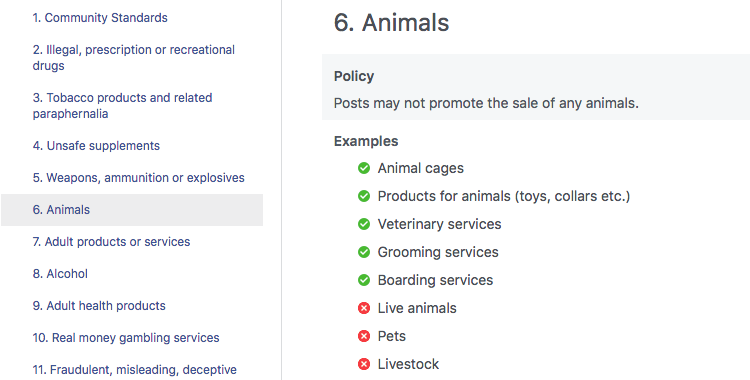 1. Community Standards
2. Illegal, prescription or recreational
drugs
3. Tobacco products and related
paraphernalia
4. Unsafe supplements
5. Weapons, ammunition or explosives
6. Animals
7. Adult products or services
8. Alcohol
9. Adult health products
10. Real money gambling services
11. Fraudulent, misleading, deceptive
6. Animals
Policy
Posts may not promote the sale of any animals.
Examples
Animal cages
Products for animals (toys, collars etc.)
Veterinary services
Grooming services
Boarding services
Live animals
Pets
Livestock